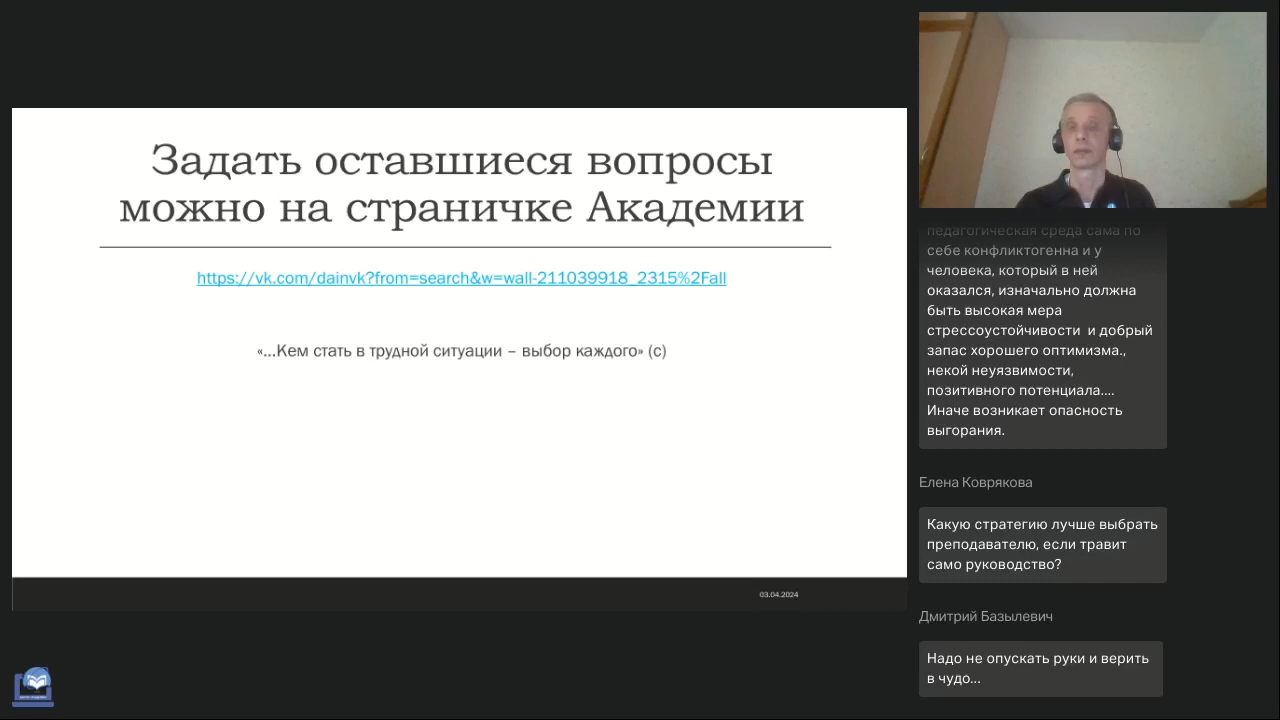 Задать оставшиеся вопросы
можно на страничке Академии
https://vk.com/dainvk?from=search&w=wall-211039918_2315%2Fall
«...Кем стать в трудной ситуации – выбор каждого» (с)
03.04.2024
педагогическая среда сама по
себе конфликтогенна и у
человека, который в ней
оказался, изначально должна
быть высокая мера
стрессоустойчивости и добрый
запас хорошего оптимизма.,
некой неуязвимости,
позитивного потенциала....
Иначе возникает опасность
выгорания.
Елена Коврякова
Какую стратегию лучше выбрать
преподавателю, если травит
само руководство?
Дмитрий Базылевич
Надо не опускать руки и верить
в чудо...